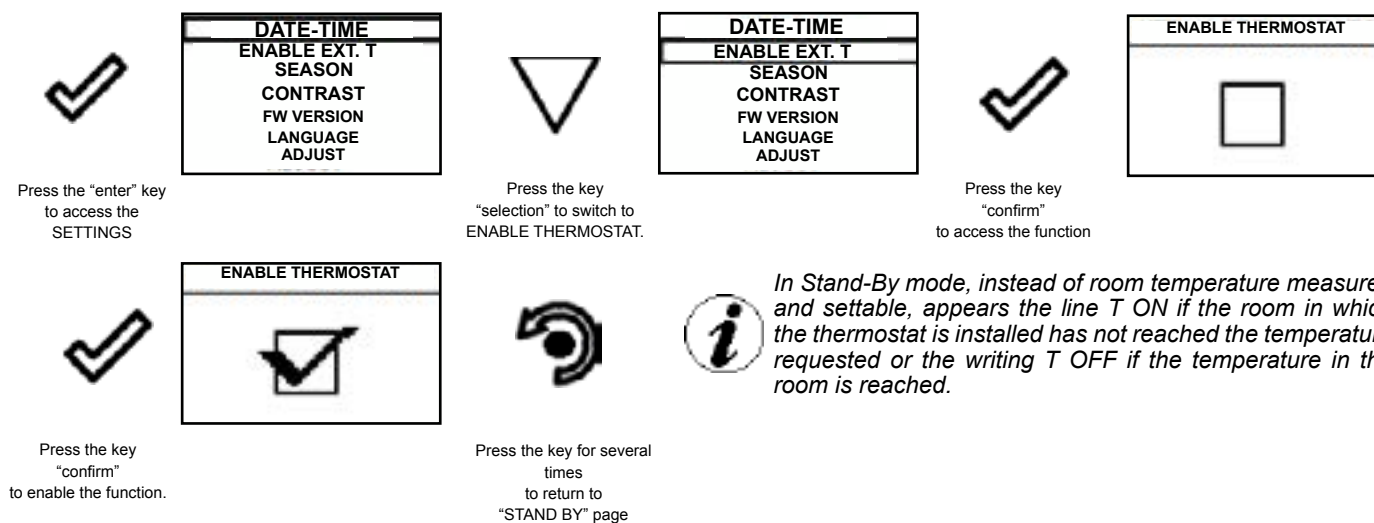 DATE-TIME
ENABLE EXT. T
SEASON
CONTRAST
FW VERSION
LANGUAGE
ADJUST
DATE-TIME
ENABLE EXT. T
SEASON
CONTRAST
FW VERSION
LANGUAGE
ADJUST
ENABLE THERMOSTAT
Press the “enter” key
to access the
SETTINGS
Press the key
“selection” to switch to
ENABLE THERMOSTAT.
Press the key
“confirm”
to access the function
ENABLE THERMOSTAT
In Stand-By mode, instead of room temperature measure
and settable, appears the line T ON if the room in whic
the thermostat is installed has not reached the temperatur
requested or the writing T OFF if the temperature in th
room is reached.
Press the key
“confirm”
to enable the function.
Press the key for several
times
to return to
“STAND BY” page